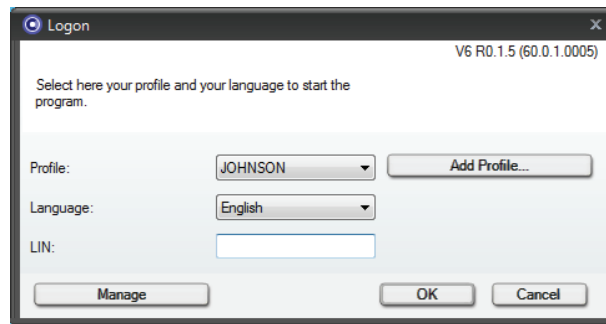 Logon
V6 R0.1.5 (60.0.1.0005)
Select here your profile and your language to start the
program.
Profile: JOHNSON Add Profile...
Language: English
LIN:
Manage OK Cancel